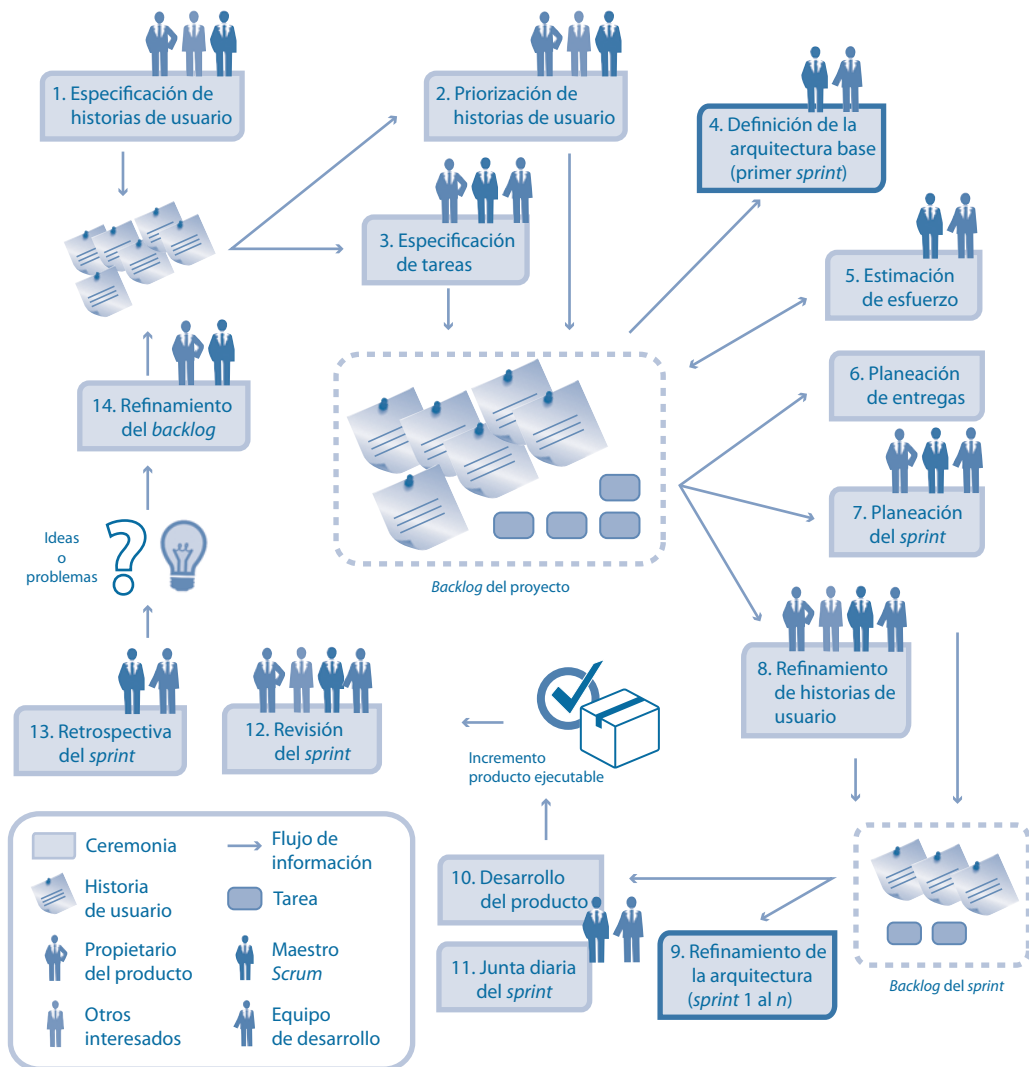 1. Especificación de
historias de usuario
2. Priorización de
historias de usuario
4. Definición de la
arquitectura base
(primer sprint)
3. Especificación
de tareas
5. Estimación
de esfuerzo
6. Planeación
de entregas
14. Refinamiento
del backlog
7. Planeación
del sprint
Ideas
o
problemas
Backlog del proyecto
8. Refinamiento
de historias de
usuario
13. Retrospectiva
del sprint
12. Revisión
del sprint
Incremento
producto ejecutable
10. Desarrollo
del producto
11. Junta diaria
del sprint
9. Refinamiento de
la arquitectura
(sprint 1 al n)
Backlog del sprint
Ceremonia
Flujo de
información
Historia
de usuario
Tarea
Propietario
del producto
Maestro
Scrum
Otros
interesados
Equipo
de desarrollo